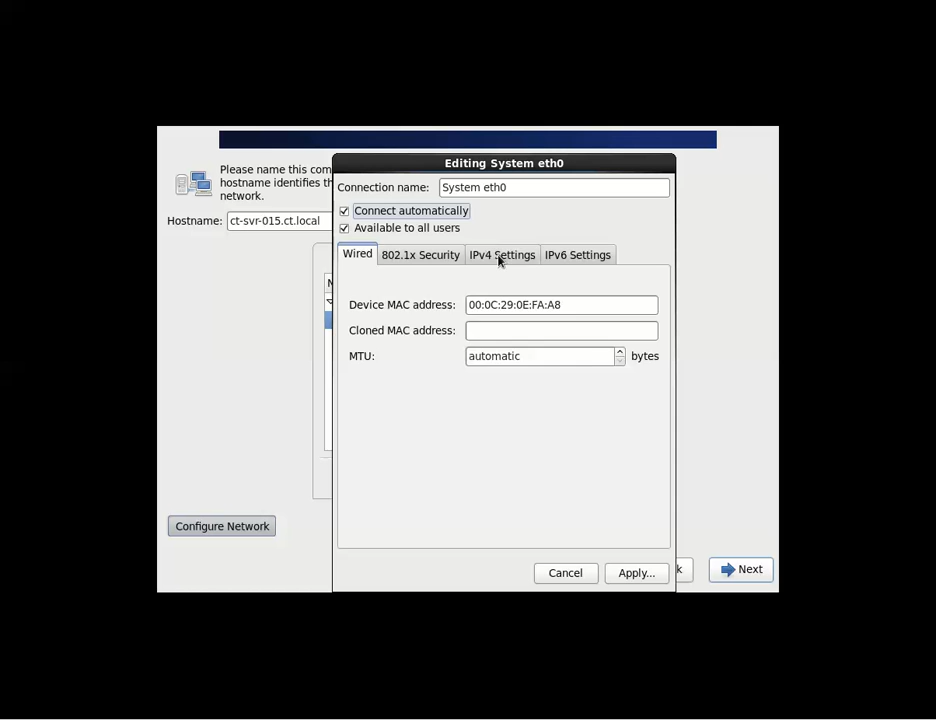 Editing System eth0
Please name this com
hostname identifies th
network.
Hostname: ct-svr-015.ct.local
Connection name: System eth0
Connect automatically
Available to all users
Wired 802.1x Security IPv4 Settings IPv6 Settings
Device MAC address: 00:0C:29:0E:FA:A8
Cloned MAC address:
MTU: automatic bytes
Configure Network
Cancel Apply... k Next